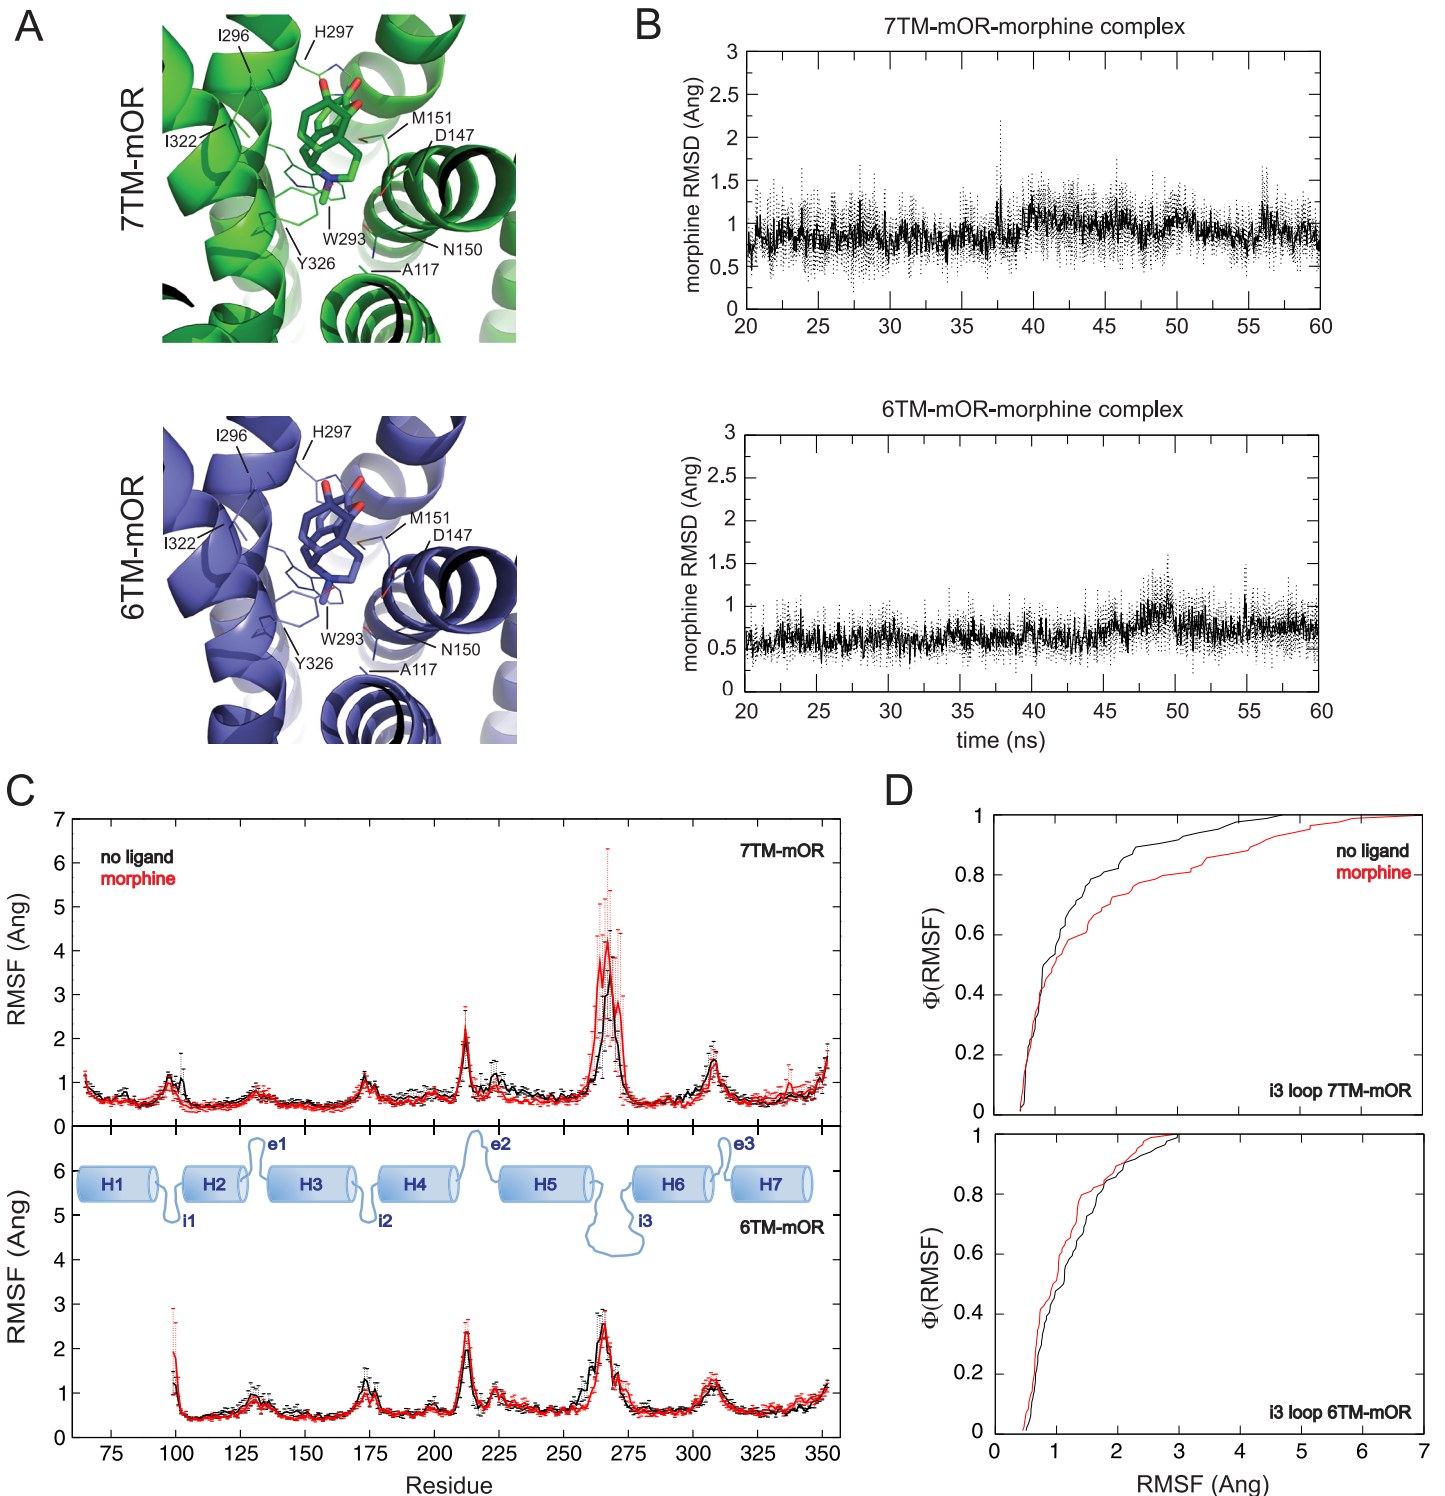 A
7TM-mOR
I296
H297
I322
M151
D147
W293
N150
Y326
A117
6TM-mOR
I296
H297
I322
M151
D147
W293
N150
Y326
A117
B
7TM-mOR-morphine complex
morphine RMSD (Ang)
3
2.5
2
1.5
1
0.5
0
20 25 30 35 40 45 50 55 60
6TM-mOR-morphine complex
morphine RMSD (Ang)
3
2.5
2
1.5
1
0.5
0
20 25 30 35 40 45 50 55 60
time (ns)
C
RMSF (Ang)
7
6
5
4
3
2
1
0
no ligand
morphine
7TM-mOR
H1 H2 H3 H4 H5 H6 H7
e1 e2 e3
i1 i2 i3
6TM-mOR
RMSF (Ang)
6
5
4
3
2
1
0
75 100 125 150 175 200 225 250 275 300 325 350
Residue
D
Φ(RMSF)
1
0.8
0.6
0.4
0.2
0
no ligand
morphine
i3 loop 7TM-mOR
Φ(RMSF)
1
0.8
0.6
0.4
0.2
0
i3 loop 6TM-mOR
0 1 2 3 4 5 6 7
RMSF (Ang)